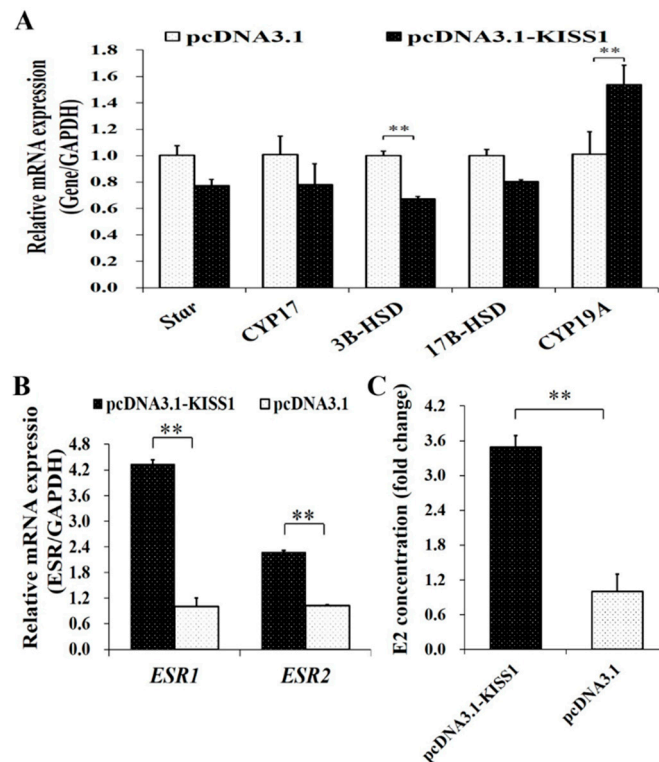 A
pcDNA3.1 pcDNA3.1-KISS1
Relative mRNA expression
(Gene/GAPDH)
1.8
1.6
1.4
1.2
1.0
0.8
0.6
0.4
0.2
0.0
**
**
Star CYP17 3B-HSD 17B-HSD CYP19A
B
pcDNA3.1-KISS1 pcDNA3.1
Relative mRNA expressio
(ESR/GAPDH)
4.2
3.6
3.0
2.4
1.8
1.2
0.6
0.0
**
**
ESR1 ESR2
C
E2 concentration (fold change)
4.2
3.6
3.0
2.4
1.8
1.2
0.6
0.0
**
pcDNA3.1-KISS1 pcDNA3.1